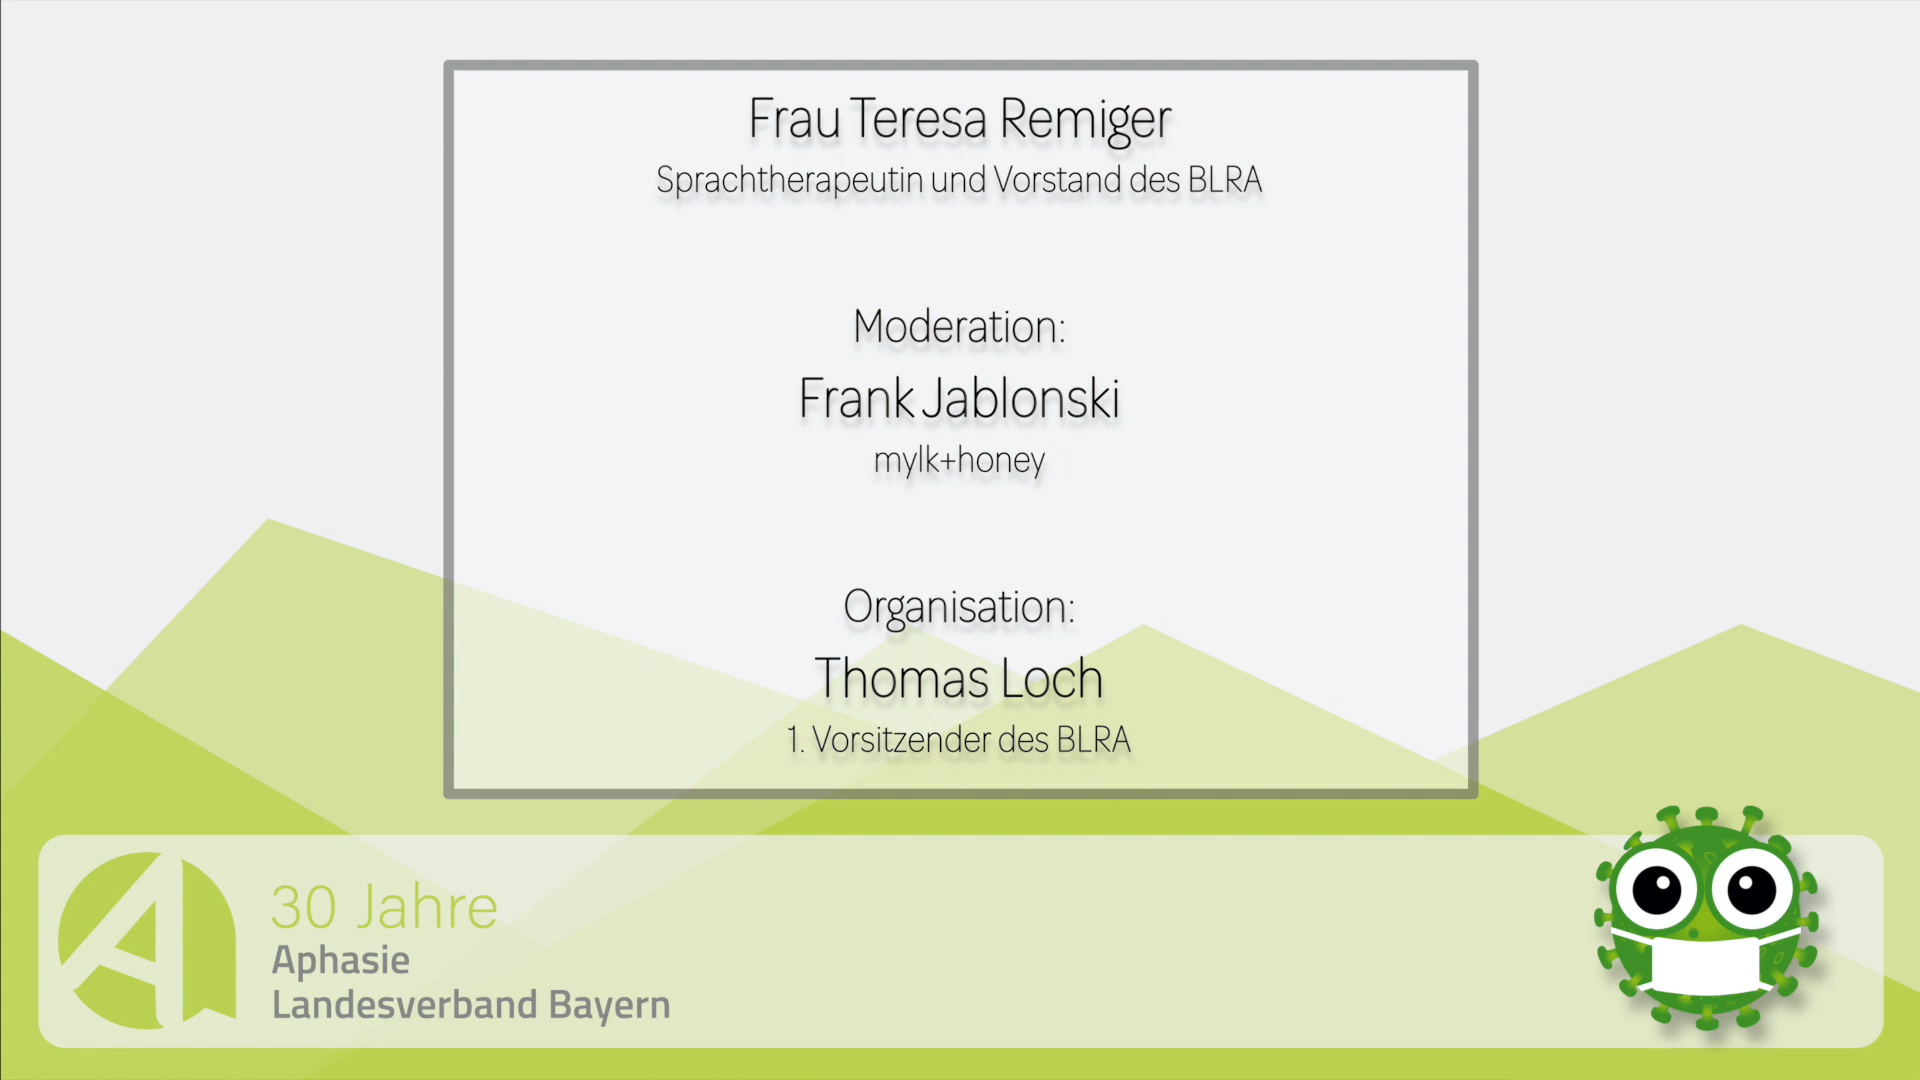 Frau Teresa Remiger
Sprachtherapeutin und Vorstand des BLRA
Moderation:
Frank Jablonski
mylk+honey
Organisation:
Thomas Loch
1. Vorsitzender des BLRA
30 Jahre
Aphasie
Landesverband Bayern